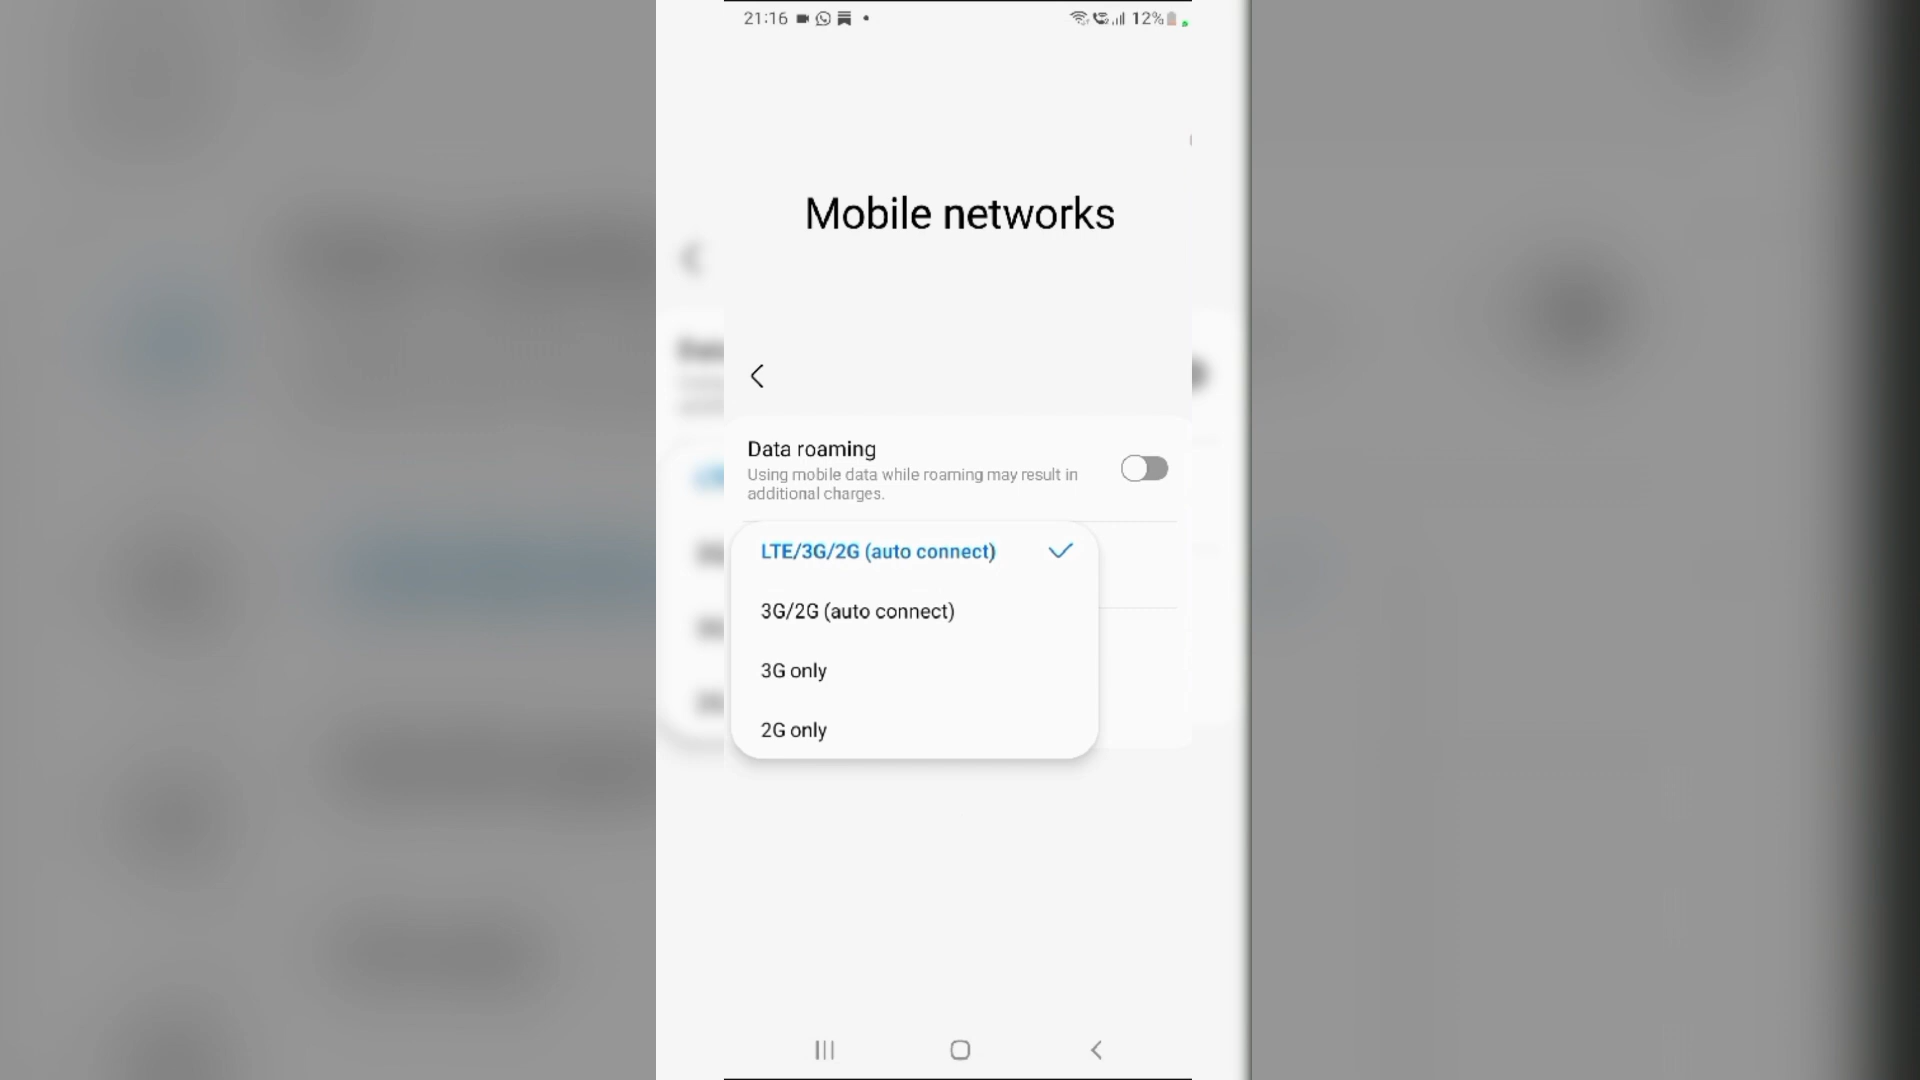 21:16
12%
Mobile networks
Data roaming
Using mobile data while roaming may result in
additional charges.
LTE/3G/2G (auto connect)
3G/2G (auto connect)
3G only
2G only